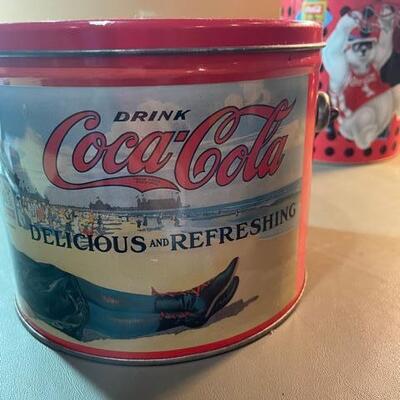 DRINK
Coca-Cola
DELICIOUS AND REFRESHING